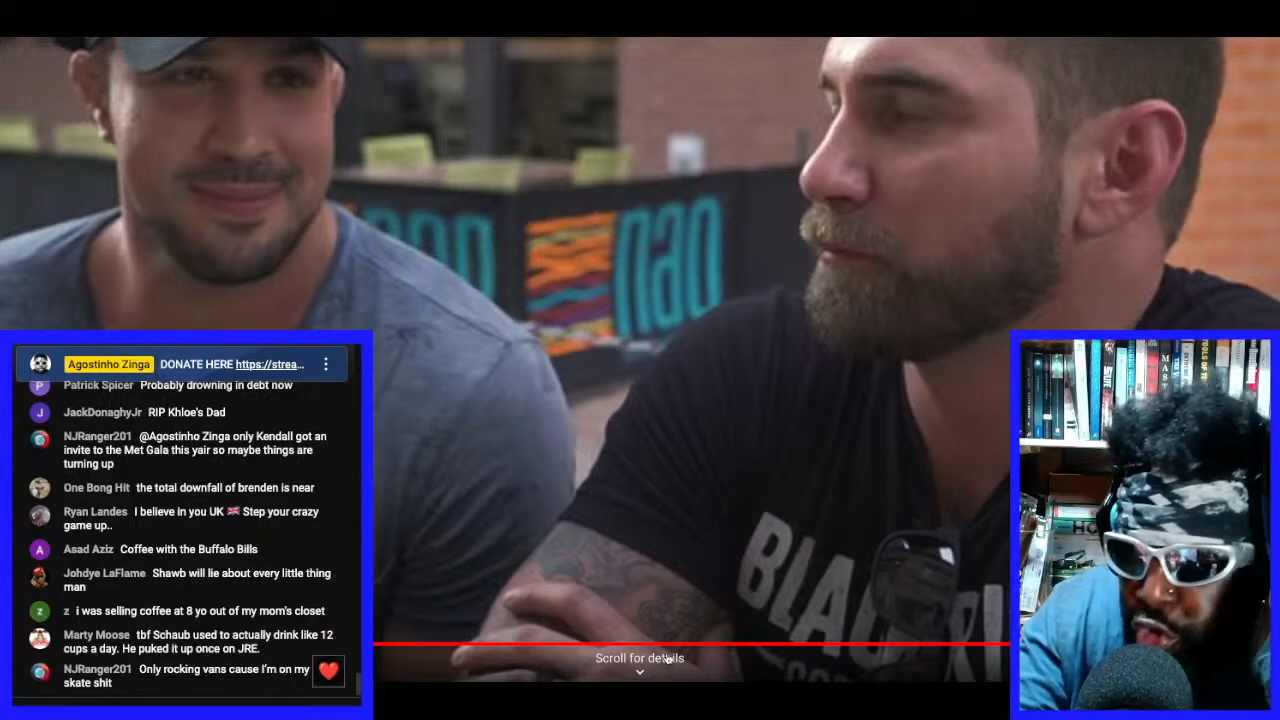 nao
nao
BLA RI
CO
Agostinho Zinga DONATE HERE https://strea...
Patrick Spicer Probably drowning in debt now
JackDonaghyJr RIP Khloe's Dad
NJRanger201 @Agostinho Zinga only Kendall got an
invite to the Met Gala this yair so maybe things are
turning up
One Bong Hit the total downfall of brenden is near
Ryan Landes I believe in you UK 🇬🇧 Step your crazy
game up..
Asad Aziz Coffee with the Buffalo Bills
Johdye LaFlame Shawb will lie about every little thing
man
z i was selling coffee at 8 yo out of my mom's closet
Marty Moose tbf Schaub used to actually drink like 12
cups a day. He puked it up once on JRE.
NJRanger201 Only rocking vans cause I'm on my
skate shit
Scroll for details